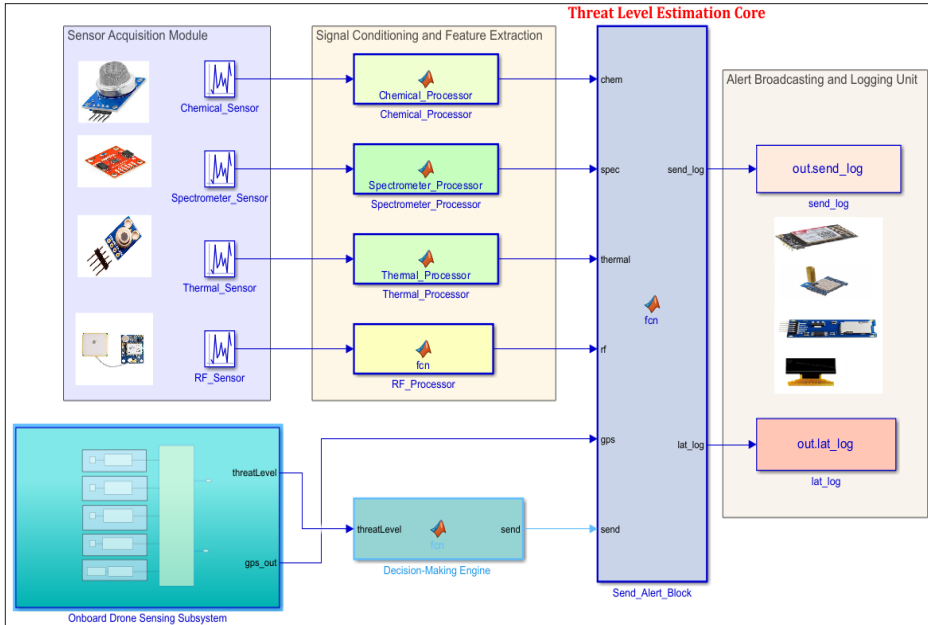 Threat Level Estimation Core
Sensor Acquisition Module
Signal Conditioning and Feature Extraction
Alert Broadcasting and Logging Unit
Chemical_Sensor
Chemical_Processor
Chemical_Processor
chem
Spectrometer_Sensor
Spectrometer_Processor
Spectrometer_Processor
spec
send_log
out.send_log
send_log
Thermal_Sensor
Thermal_Processor
Thermal_Processor
thermal
fcn
RF_Sensor
fcn
RF_Processor
rf
gps
lat_log
out.lat_log
lat_log
threatLevel
gps_out
Onboard Drone Sensing Subsystem
threatLevel
fcn
send
Decision-Making Engine
send
Send_Alert_Block